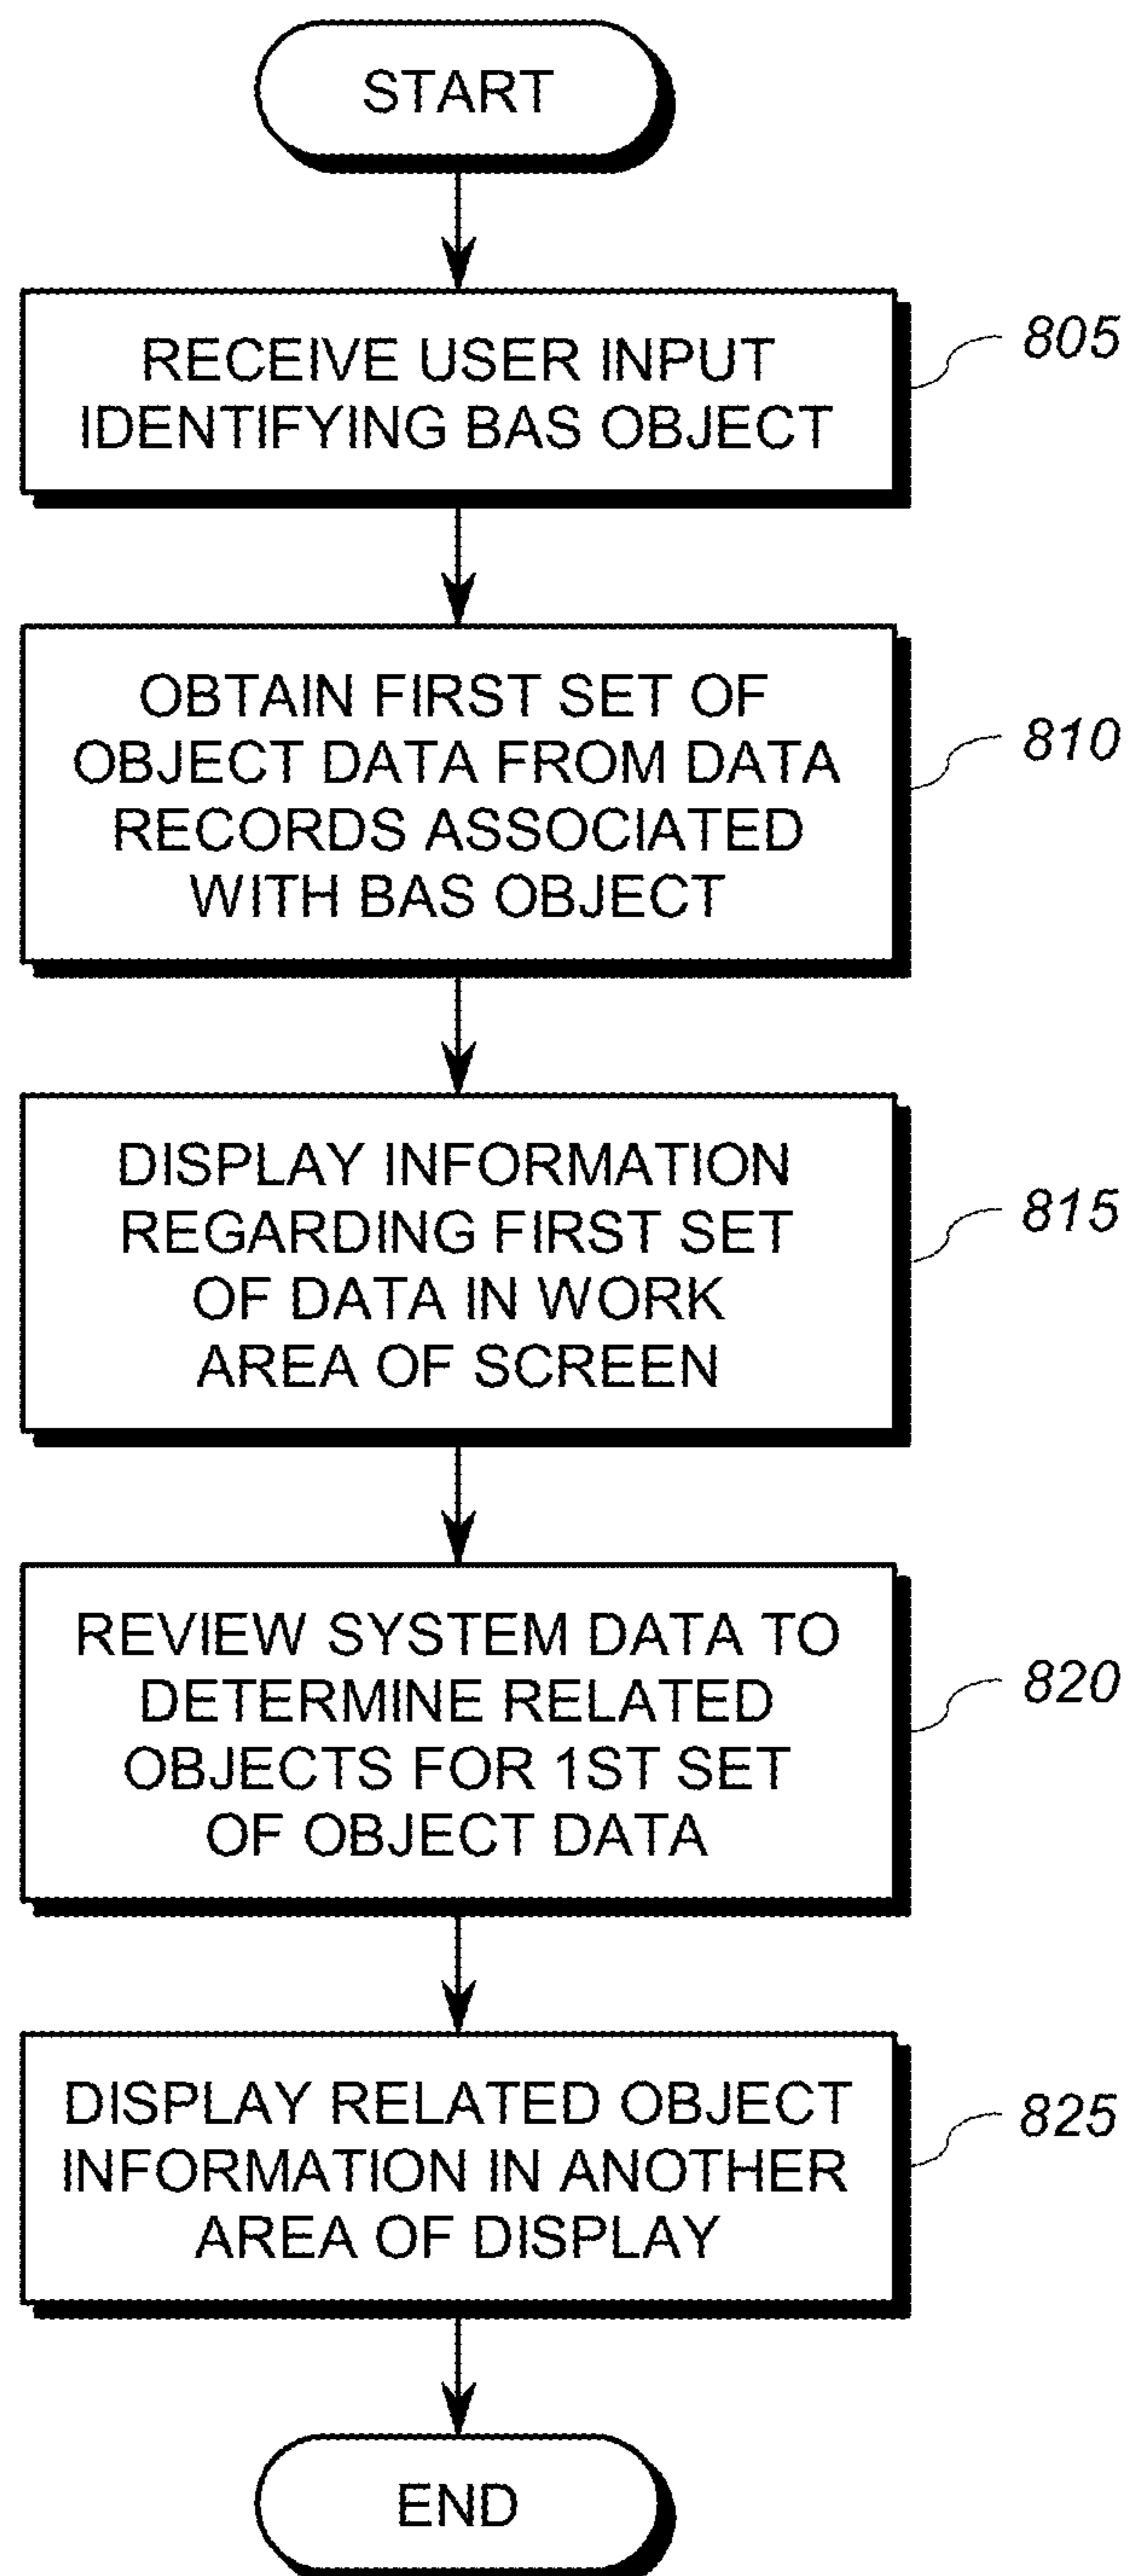 START
RECEIVE USER INPUT
IDENTIFYING BAS OBJECT
805
OBTAIN FIRST SET OF
OBJECT DATA FROM DATA
RECORDS ASSOCIATED
WITH BAS OBJECT
810
DISPLAY INFORMATION
REGARDING FIRST SET
OF DATA IN WORK
AREA OF SCREEN
815
REVIEW SYSTEM DATA TO
DETERMINE RELATED
OBJECTS FOR 1ST SET
OF OBJECT DATA
820
DISPLAY RELATED OBJECT
INFORMATION IN ANOTHER
AREA OF DISPLAY
825
END